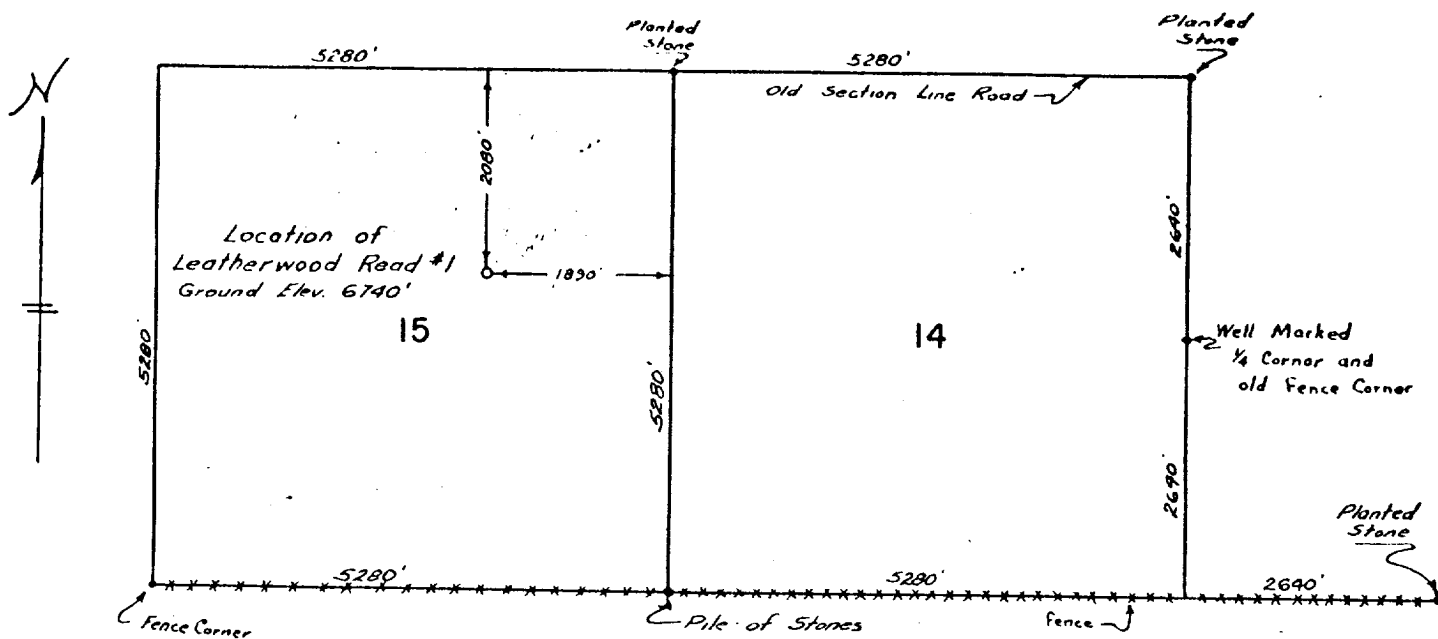 N
Planted
Stone
Planted
Stone
5280'
5280'
Old Section Line Road
2080'
2640'
Location of
Leatherwood Read #1
Ground Elev. 6740'
1890'
15
14
5280'
5280'
Well Marked
1/4 Corner and
old Fence Corner
2640'
Planted
Stone
5280'
5280'
2640'
Fence Corner
Pile of Stones
Fence